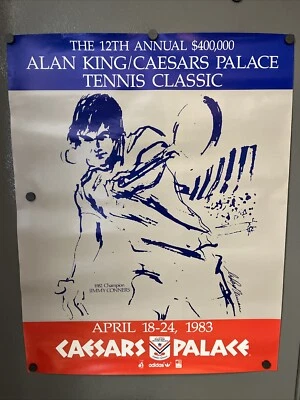 THE 12TH ANNUAL $400,000
ALAN KING/CAESARS PALACE
TENNIS CLASSIC
1982 Champion
JIMMY CONNERS
APRIL 18-24, 1983
CAESARS PALACE
adidas